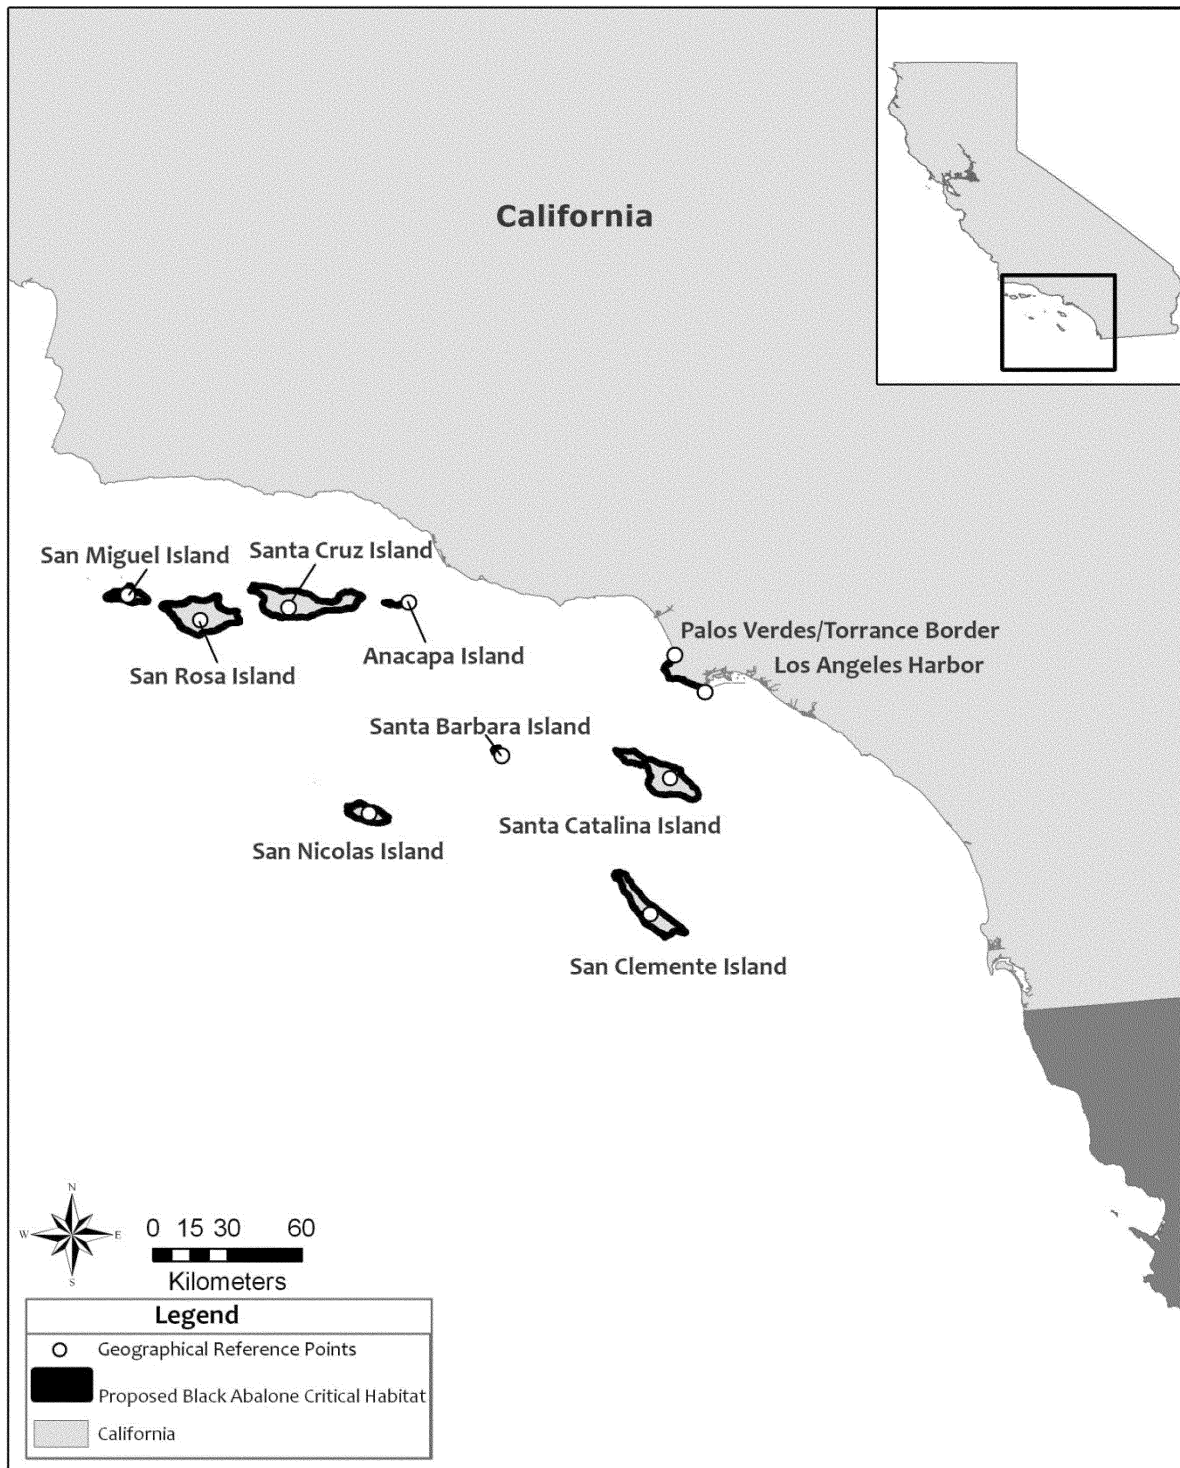 California
San Miguel Island
Santa Cruz Island
San Rosa Island
Anacapa Island
Palos Verdes/Torrance Border
Los Angeles Harbor
Santa Barbara Island
Santa Catalina Island
San Nicolas Island
San Clemente Island
N
W
E
S
0 15 30 60
Kilometers
Legend
Geographical Reference Points
Proposed Black Abalone Critical Habitat
California